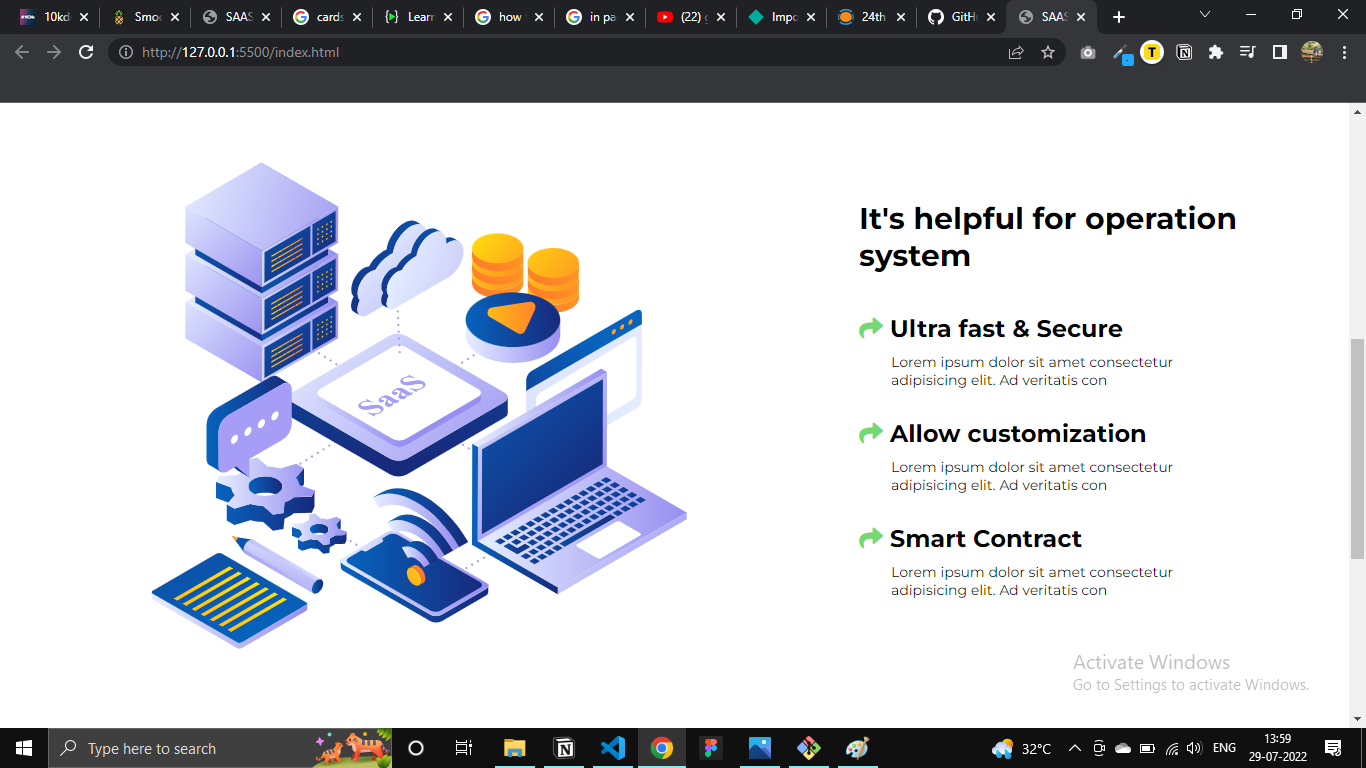 10kd
Smoo
SAAS
cards
Learn
how
in pa
(22)
Impo
24th
GitH
SAAS
http://127.0.0.1:5500/index.html
T
SaaS
It's helpful for operation
system
Ultra fast & Secure
Lorem ipsum dolor sit amet consectetur
adipisicing elit. Ad veritatis con
Allow customization
Lorem ipsum dolor sit amet consectetur
adipisicing elit. Ad veritatis con
Smart Contract
Lorem ipsum dolor sit amet consectetur
adipisicing elit. Ad veritatis con
Activate Windows
Go to Settings to activate Windows.
Type here to search
32°C
ENG
13:59
29-07-2022